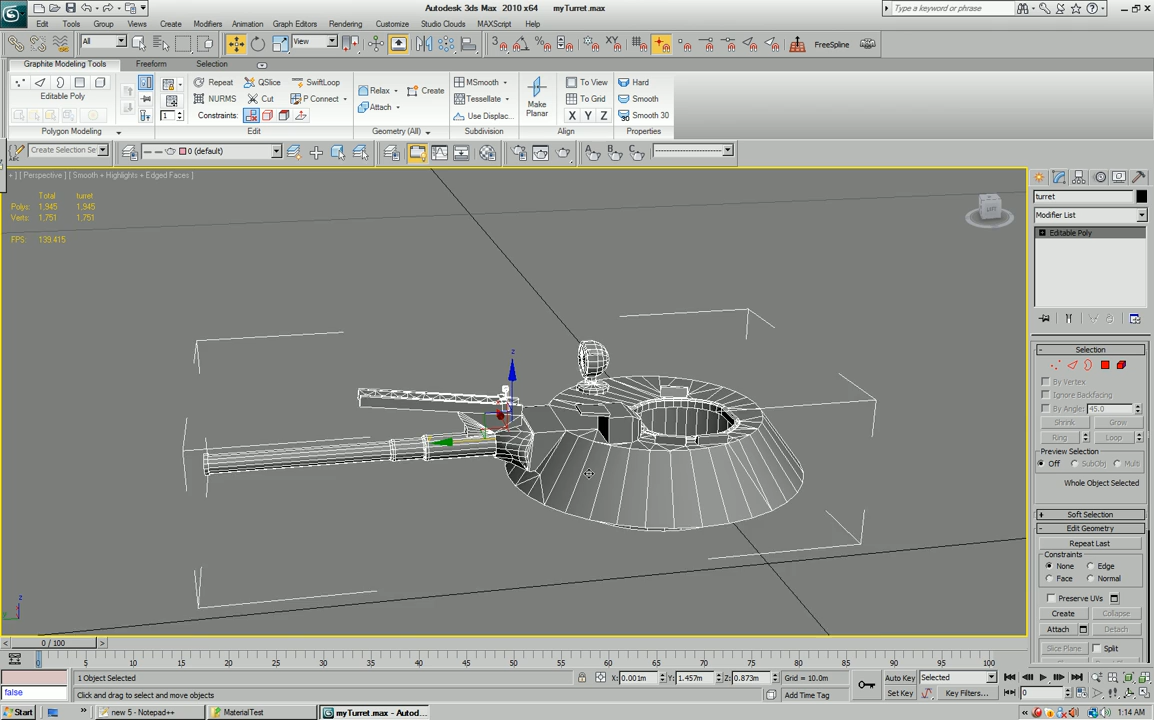 Autodesk 3ds Max 2010 x64 myTurret.max
Type a keyword or phrase
Edit Tools Group Views Create Modifiers Animation Graph Editors Rendering Customize Studio Clouds MAXScript Help
All View FreeSpline
Graphite Modeling Tools Freeform Selection
Editable Poly
Repeat QSlice SwiftLoop
NURMS Cut P Connect
1 Constraints:
Relax Create
Attach
MSmooth
Tessellate
Use Displac...
Make Planar
To View
To Grid
X Y Z
Hard
Smooth
Smooth 30
Polygon Modeling Edit Geometry (All) Subdivision Align Properties
Create Selection Se 0 (default)
[ Perspective ] [ Smooth + Highlights + Edged Faces ]
Total turret
Polys: 1,945 1,945
Verts: 1,751 1,751
FPS: 139.415
z
z
turret
Modifier List
Editable Poly
Selection
By Vertex
Ignore Backfacing
By Angle: 45.0
Shrink Grow
Ring Loop
Preview Selection
Off SubObj Multi
Whole Object Selected
Soft Selection
Edit Geometry
Repeat Last
Constraints
None Edge
Face Normal
Preserve UVs
Create Collapse
Attach Detach
Slice Plane Split
0 / 100
0 5 10 15 20 25 30 35 40 45 50 55 60 65 70 75 80 85 90 95 100
1 Object Selected X: 0.001m Y: 1.457m Z: 0.873m Grid = 10.0m Auto Key Selected
false Click and drag to select and move objects Add Time Tag Set Key Key Filters... 0
Start new 5 - Notepad++ MaterialTest myTurret.max - Autod... 1:14 AM